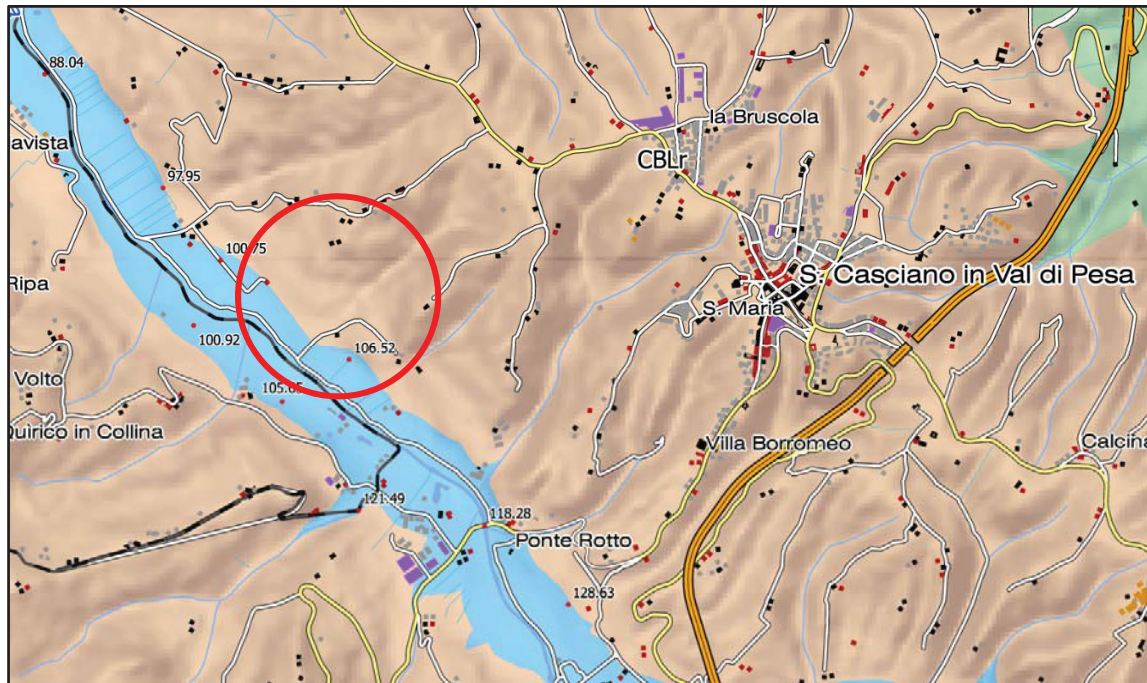 88.04
la Bruscola
avista
CBLr
97.95
100.75
S. Casciano in Val di Pesa
Ripa
S. Maria
100.92
106.52
Volto
105.65
Quirico in Collina
Villa Borromeo
Calcina
121.49
118.28
Ponte Rotto
128.63